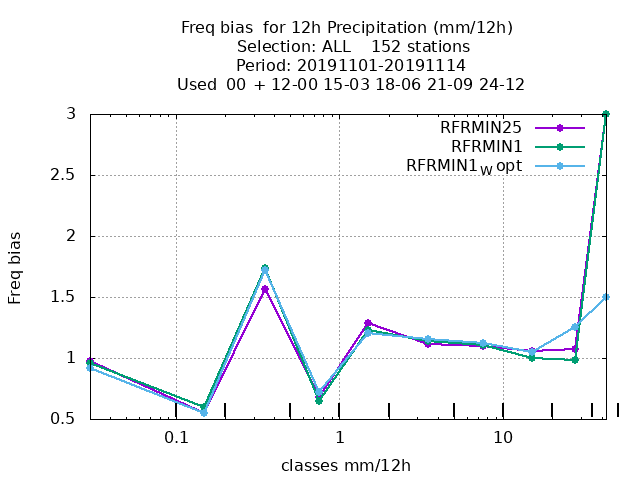 Freq bias  for 12h Precipitation (mm/12h)
Selection: ALL    152 stations
Period: 20191101-20191114
Used  00 + 12-00 15-03 18-06 21-09 24-12
RFRMIN25
RFRMIN1
RFRMIN1W opt
3
2.5
2
1.5
1
0.5
Freq bias
0.1
1
10
classes mm/12h